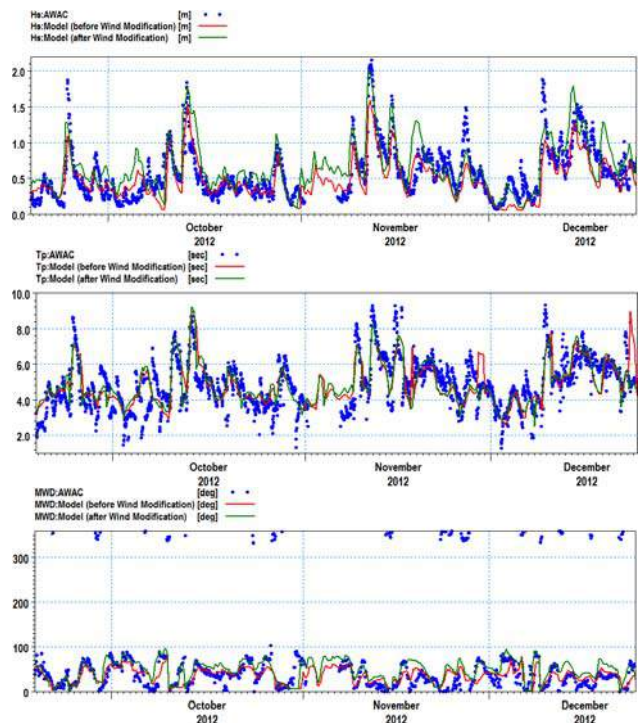 Hs:AWAC [m]
Hs:Model (before Wind Modification) [m]
Hs:Model (after Wind Modification) [m]
2.0
1.5
1.0
0.5
0.0
October November December
2012 2012 2012
Tp:AWAC [sec]
Tp:Model (before Wind Modification) [sec]
Tp:Model (after Wind Modification) [sec]
10.0
8.0
6.0
4.0
2.0
October November December
2012 2012 2012
MWD:AWAC [deg]
MWD:Model (before Wind Modification) [deg]
MWD:Model (after Wind Modification) [deg]
300
200
100
0
October November December
2012 2012 2012